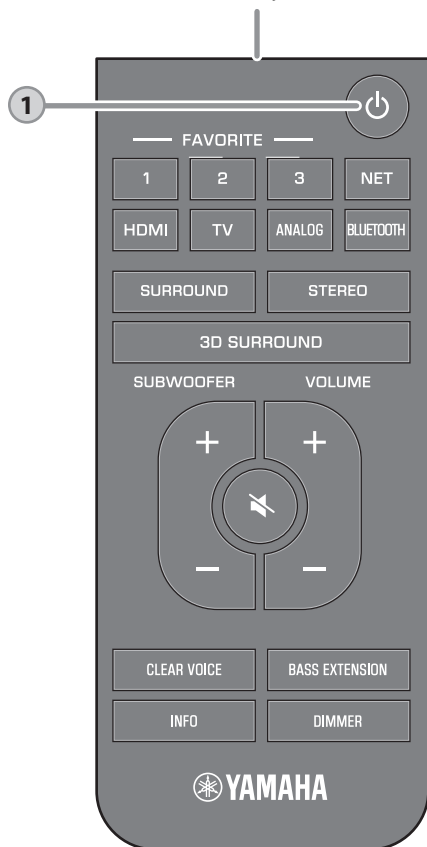 1
FAVORITE
1 2 3 NET
HDMI TV ANALOG BLUETOOTH
SURROUND STEREO
3D SURROUND
SUBWOOFER VOLUME
+ +
- -
CLEAR VOICE BASS EXTENSION
INFO DIMMER
YAMAHA